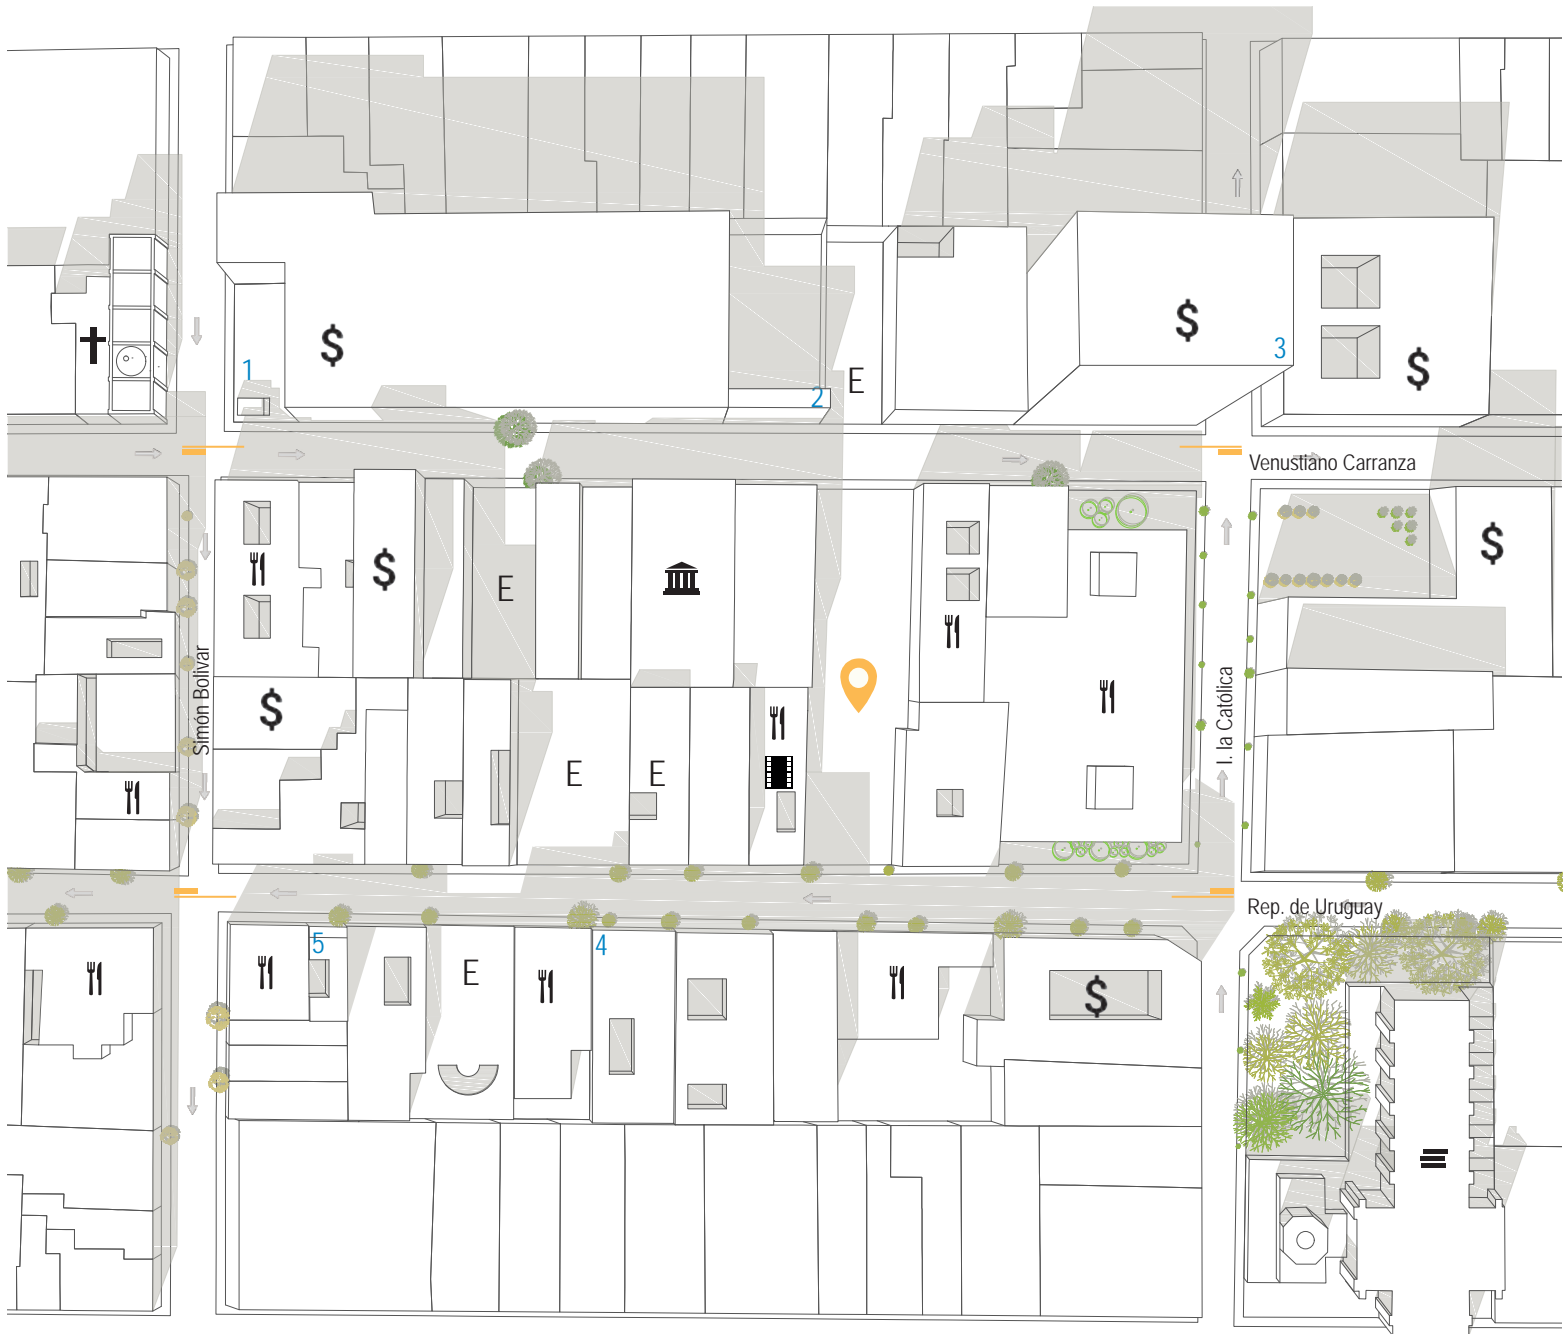 $
$
3
1
$
2
E
Venustiano Carranza
$
$
E
Simón Bolívar
I. la Católica
$
E
E
Rep. de Uruguay
5
4
E
$